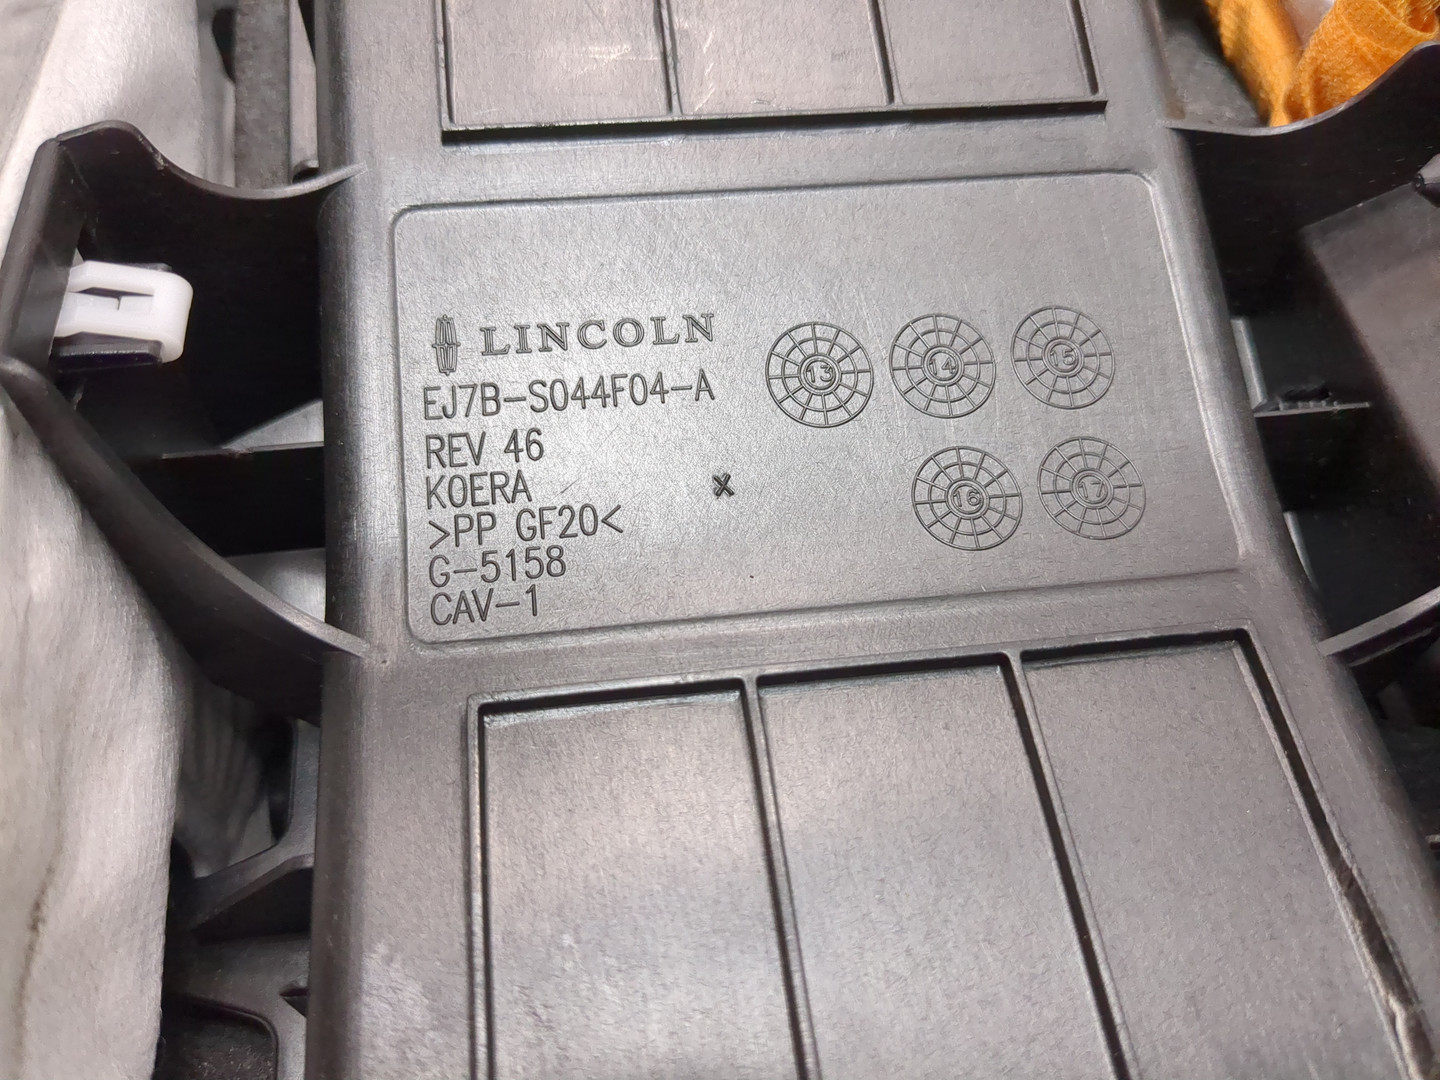 LINCOLN
EJ7B-S044F04-A
REV 46
KOERA
>PP GF20<
G-5158
CAV-1
x
13 14 15
16 17